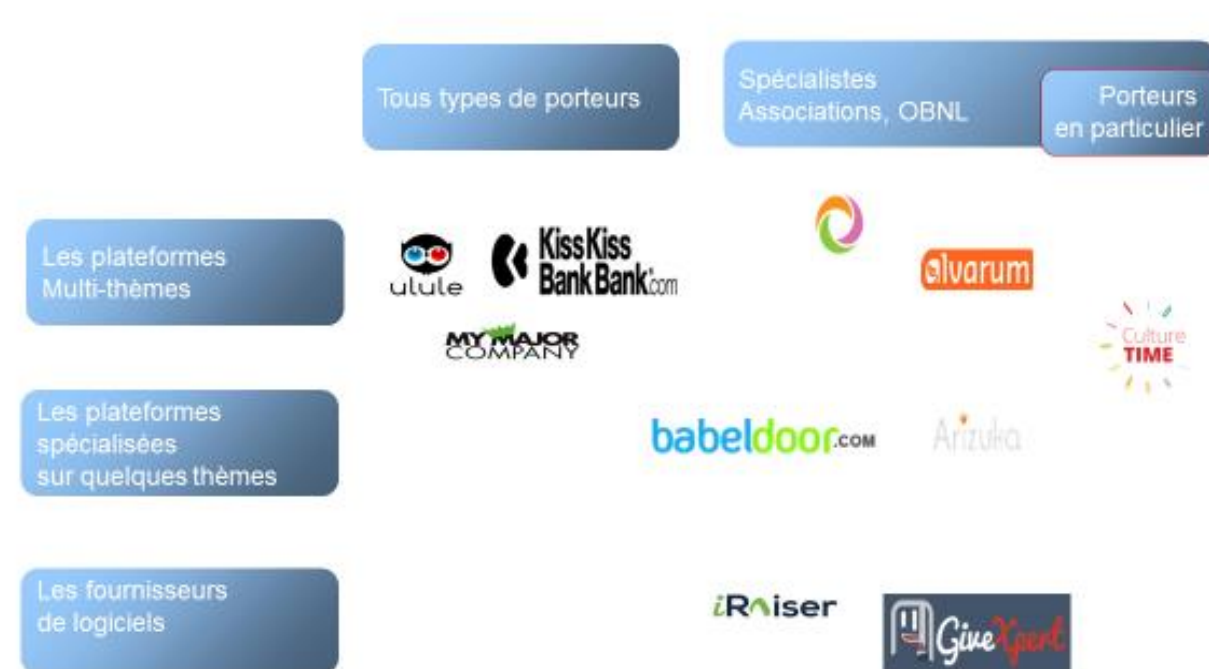 Tous types de porteurs
Spécialistes
Associations, OBNL
Porteurs
en particulier
Les plateformes
Multi-thèmes
ulule
KissKiss
BankBank.com
alvarum
MY MAJOR
COMPANY
Culture
TIME
Les plateformes
spécialisées
sur quelques thèmes
babeldoor.com
Arizuka
Les fournisseurs
de logiciels
iRaiser
GiveXpert